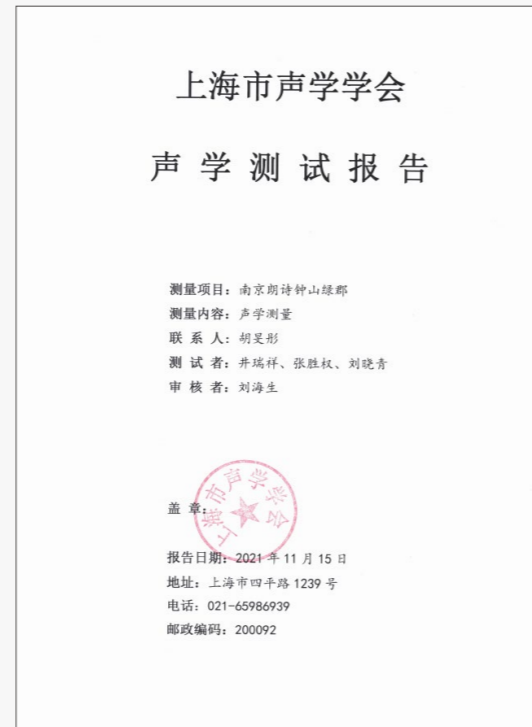 上海市声学学会
声学测试报告
测量项目：南京朗诗钟山绿郡
测量内容：声学测量
联系人：胡旻彤
测试者：井瑞祥、张胜权、刘晓青
审核者：刘海生
上海市声学学会
盖章：
报告日期：2021年11月15日
地址：上海市四平路1239号
电话：021-65986939
邮政编码：200092